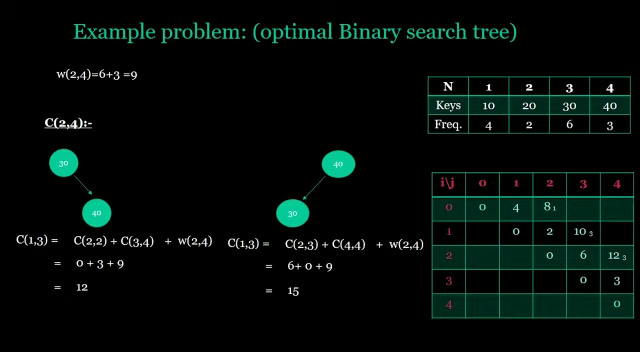 Example problem: (optimal Binary search tree)
w(2,4)=6+3 =9
C(2,4):-
30
40
C(1,3) = C(2,2) + C(3,4) + w(2,4)
= 0 + 3 + 9
= 12
40
30
C(1,3) = C(2,3) + C(4,4) + w(2,4)
= 6+ 0 + 9
= 15
N 1 2 3 4
Keys 10 20 30 40
Freq. 4 2 6 3
i\j 0 1 2 3 4
0 0 4 8 1
1 0 2 10 3
2 0 6 12 3
3 0 3
4 0